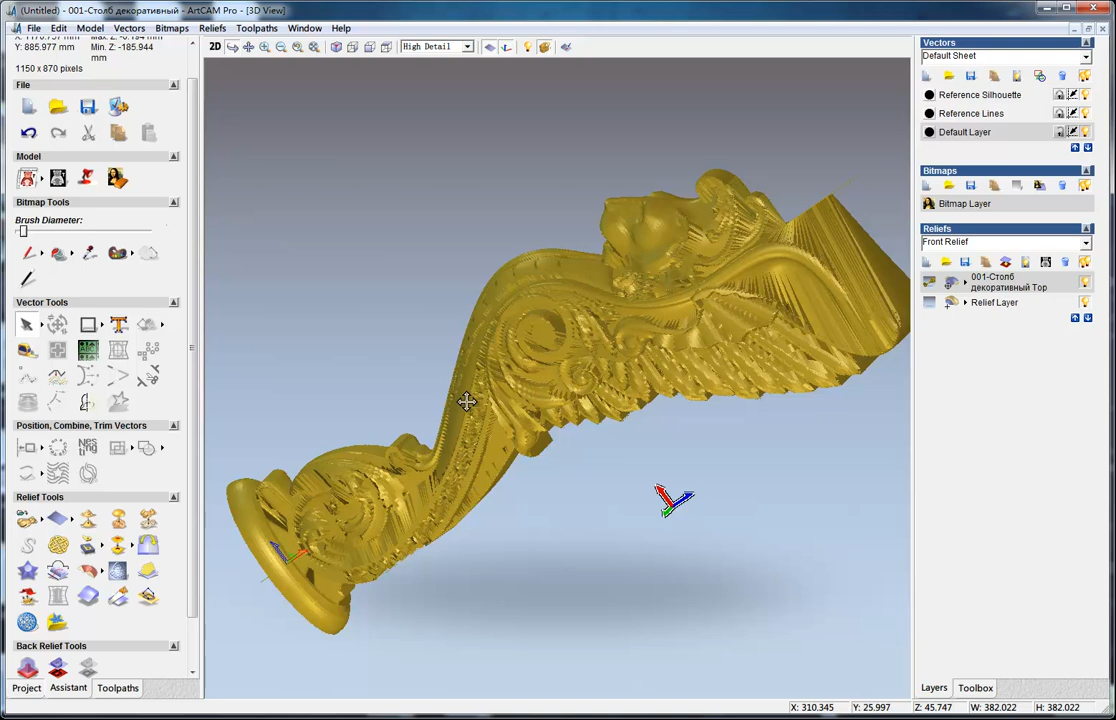 (Untitled) - 001-Столб декоративный - ArtCAM Pro - [3D View]
File Edit Model Vectors Bitmaps Reliefs Toolpaths Window Help
Y: 885.977 mm Min. Z: -185.944
mm
1150 x 870 pixels
File
Model
Bitmap Tools
Brush Diameter:
Vector Tools
Position, Combine, Trim Vectors
Relief Tools
Back Relief Tools
Project Assistant Toolpaths
2D High Detail
Vectors
Default Sheet
Reference Silhouette
Reference Lines
Default Layer
Bitmaps
Bitmap Layer
Reliefs
Front Relief
001-Столб
декоративный Top
Relief Layer
Layers Toolbox
X: 310.345 Y: 25.997 Z: 45.747 W: 382.022 H: 382.022